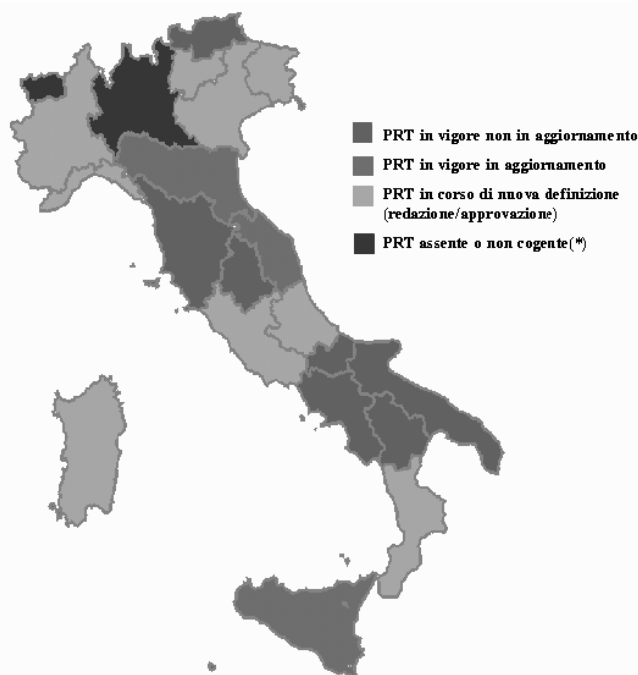 PRT in vigore non in aggiornamento
PRT in vigore in aggiornamento
PRT in corso di nuova definizione
(redazione/approvazione)
PRT assente o non cogente(*)